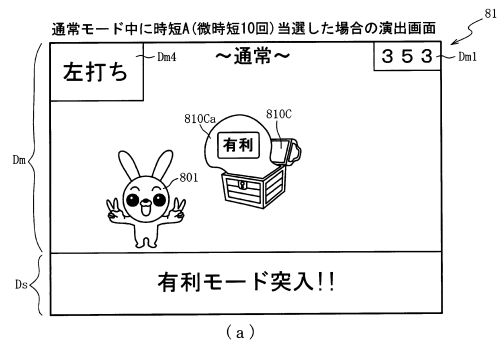 通常モード中に時短A(微時短10回)当選した場合の演出画面
81
左打ち
Dm4
～通常～
353
Dm1
810Ca
810C
有利
Dm
801
Ds
有利モード突入!!
(a)